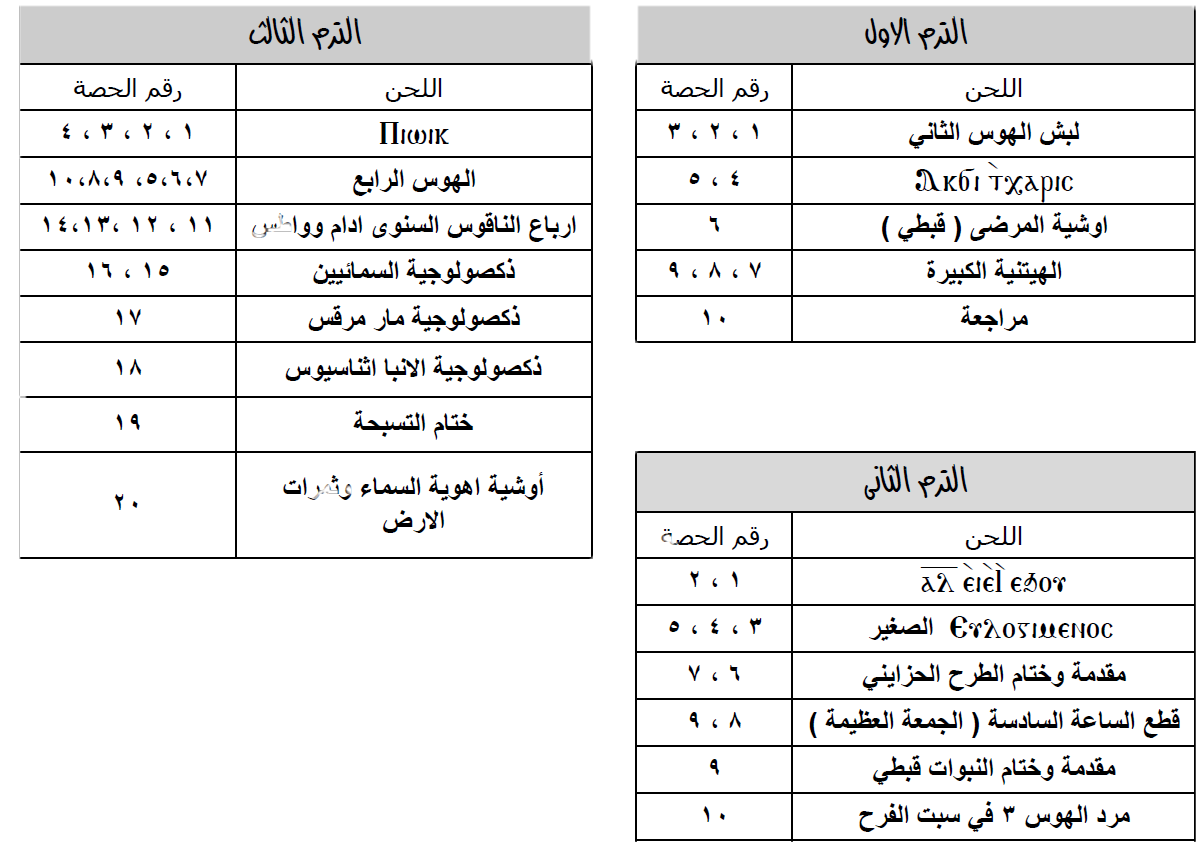 الترم الاول
اللحن رقم الحصة
لبش الهوس الثاني ١ ، ٢ ، ٣
Ⲁⲕϭⲓ ̀ⲧⲭⲁⲣⲓⲥ ٤ ، ٥
اوشية المرضى ( قبطي ) ٦
الهيتنية الكبيرة ٧ ، ٨ ، ٩
مراجعة ١٠
الترم الثانى
اللحن رقم الحصة
ⲁ̅ⲗ̅ ⲉ̀ⲓⲉ̀ⲓ̀ ⲉϩⲟⲩ ١ ، ٢
Ⲉⲩⲗⲟⲅⲓⲙⲉⲛⲟⲥ الصغير ٣ ، ٤ ، ٥
مقدمة وختام الطرح الحزايني ٦ ، ٧
قطع الساعة السادسة ( الجمعة العظيمة ) ٨ ، ٩
مقدمة وختام النبوات قبطي ٩
مرد الهوس ٣ في سبت الفرح ١٠
الترم الثالث
اللحن رقم الحصة
Ⲡⲓⲱⲓⲕ ١ ، ٢ ، ٣ ، ٤
الهوس الرابع ٥،٦،٧، ١٠،٨،٩
ارباع الناقوس السنوى ادام وواطس ١١ ، ١٢ ،١٤،١٣
ذكصولوجية السمائيين ١٥ ، ١٦
ذكصولوجية مار مرقس ١٧
ذكصولوجية الانبا اثناسيوس ١٨
ختام التسبحة ١٩
أوشية اهوية السماء وثمرات
الارض ٢٠